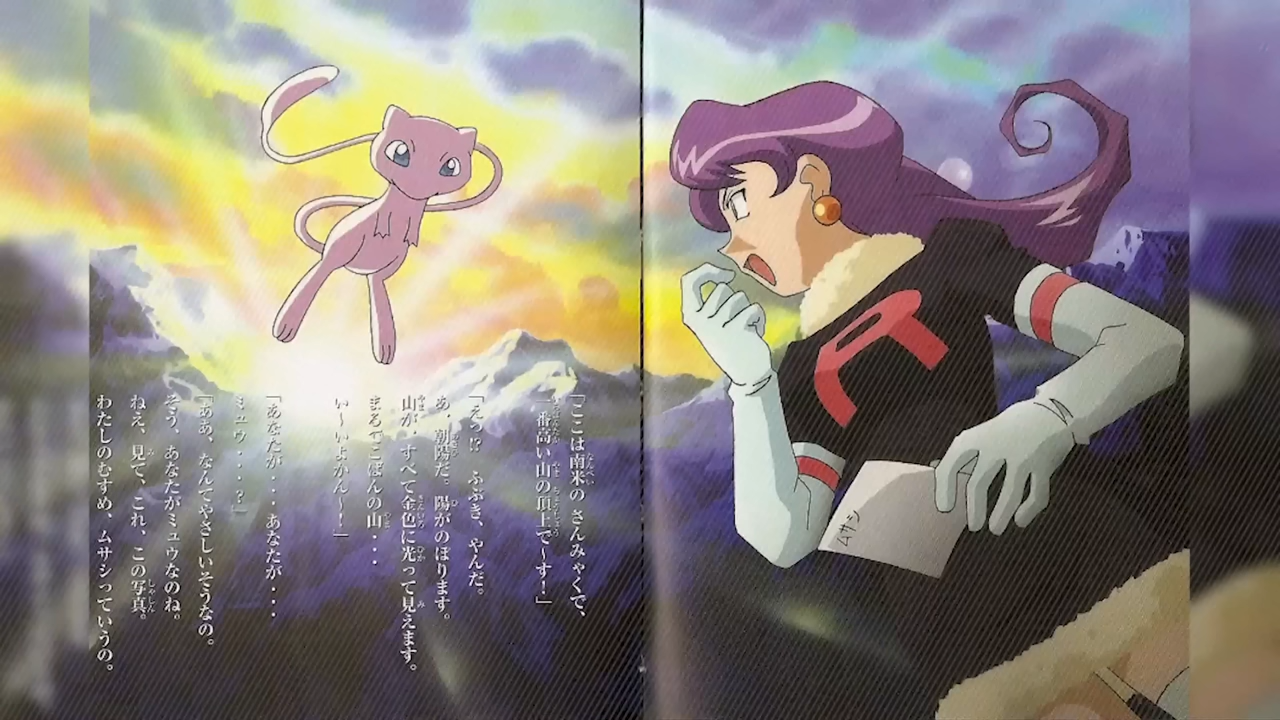 「ここは南米の さんみゃくで、
一番高い山の頂上で〜す!」
「えっ!? ふぶき、やんだ。
あ、朝陽だ。陽がのぼります。
山が、すべて金色に光って見えます。
まるでこぼんの山・・・
い〜いよかん〜!」
「あなたが・・・あなたが・・・
ミュウ・・・?」
「ああ、なんてやさしいそうなの。
そう、あなたがミュウなのね。
ねえ、見て、これ、この写真。
わたしのむすめ、ムサシっていうの。
R
ムサシ